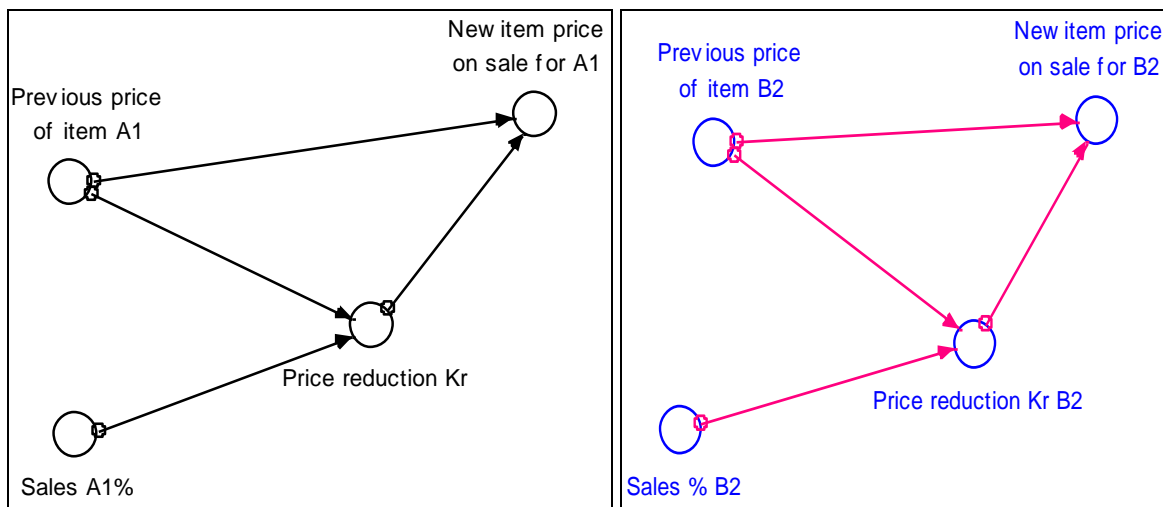 New item price
on sale for A1
Previous price
of item A1
Price reduction Kr
Sales A1%
New item price
on sale for B2
Previous price
of item B2
Price reduction Kr B2
Sales % B2